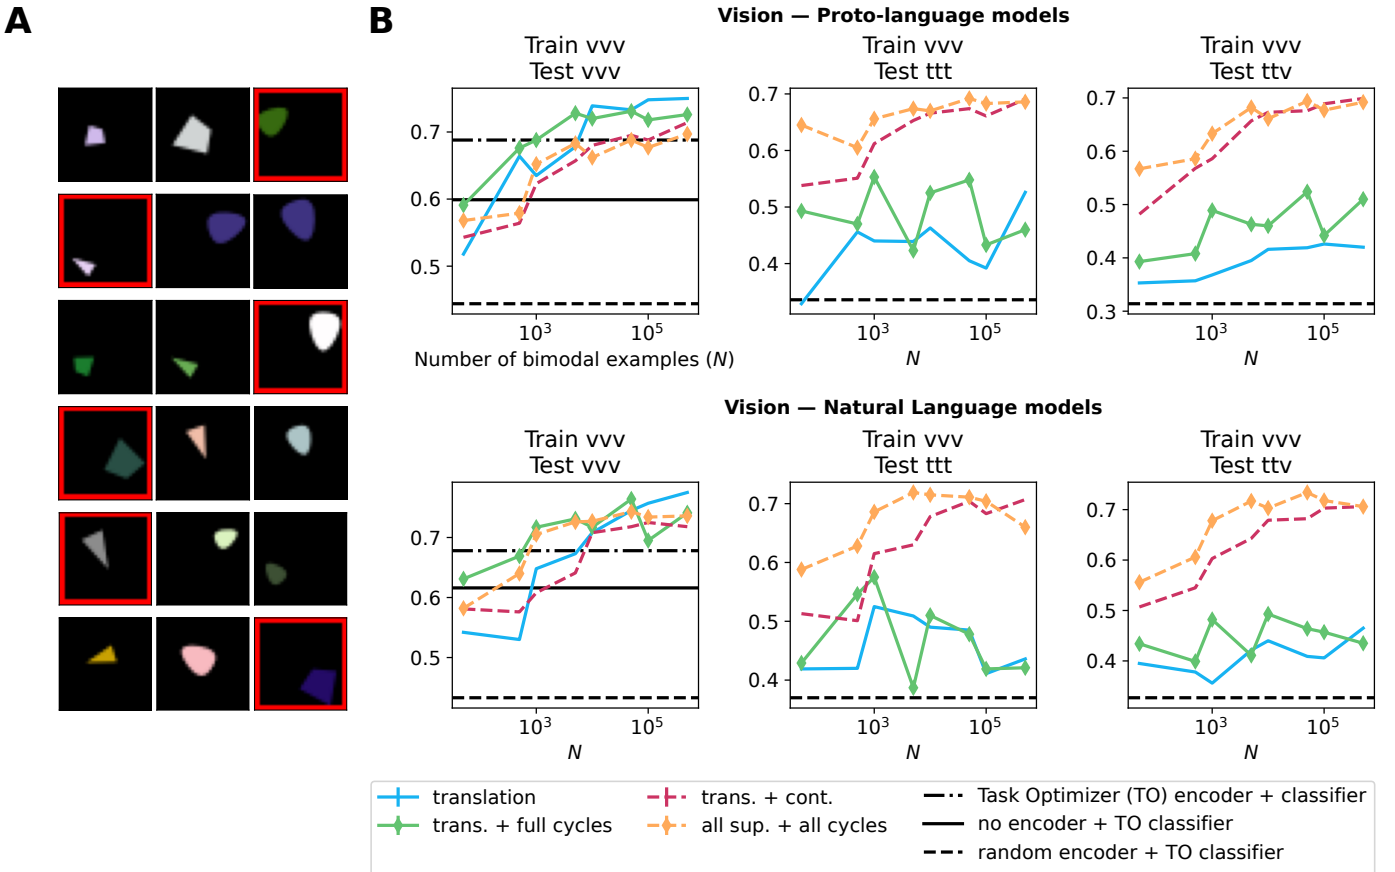 A
B
Vision — Proto-language models
Train vvv
Test vvv
Train vvv
Test ttt
Train vvv
Test ttv
0.7
0.6
0.5
10³
10⁵
Number of bimodal examples (N)
0.7
0.6
0.5
0.4
10³
10⁵
N
0.7
0.6
0.5
0.4
0.3
10³
10⁵
N
Vision — Natural Language models
Train vvv
Test vvv
Train vvv
Test ttt
Train vvv
Test ttv
0.7
0.6
0.5
10³
10⁵
N
0.7
0.6
0.5
0.4
10³
10⁵
N
0.7
0.6
0.5
0.4
10³
10⁵
N
translation
trans. + full cycles
trans. + cont.
all sup. + all cycles
Task Optimizer (TO) encoder + classifier
no encoder + TO classifier
random encoder + TO classifier